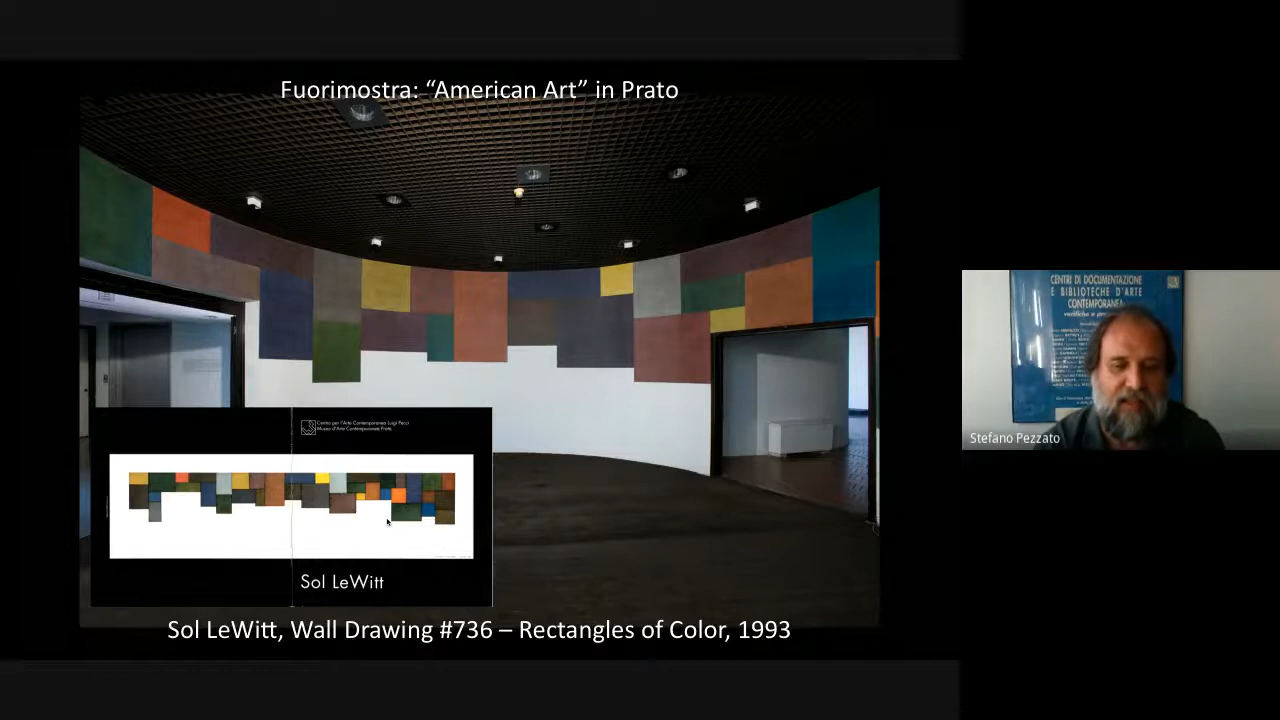 Fuorimostra: “American Art” in Prato
Centro per l'Arte Contemporanea Luigi Pecci
Museo d'Arte Contemporanea Prato
Sol LeWitt
Sol LeWitt, Wall Drawing #736 – Rectangles of Color, 1993
CENTRI DI DOCUMENTAZIONE
E BIBLIOTECHE D'ARTE
CONTEMPORANEA
Stefano Pezzato